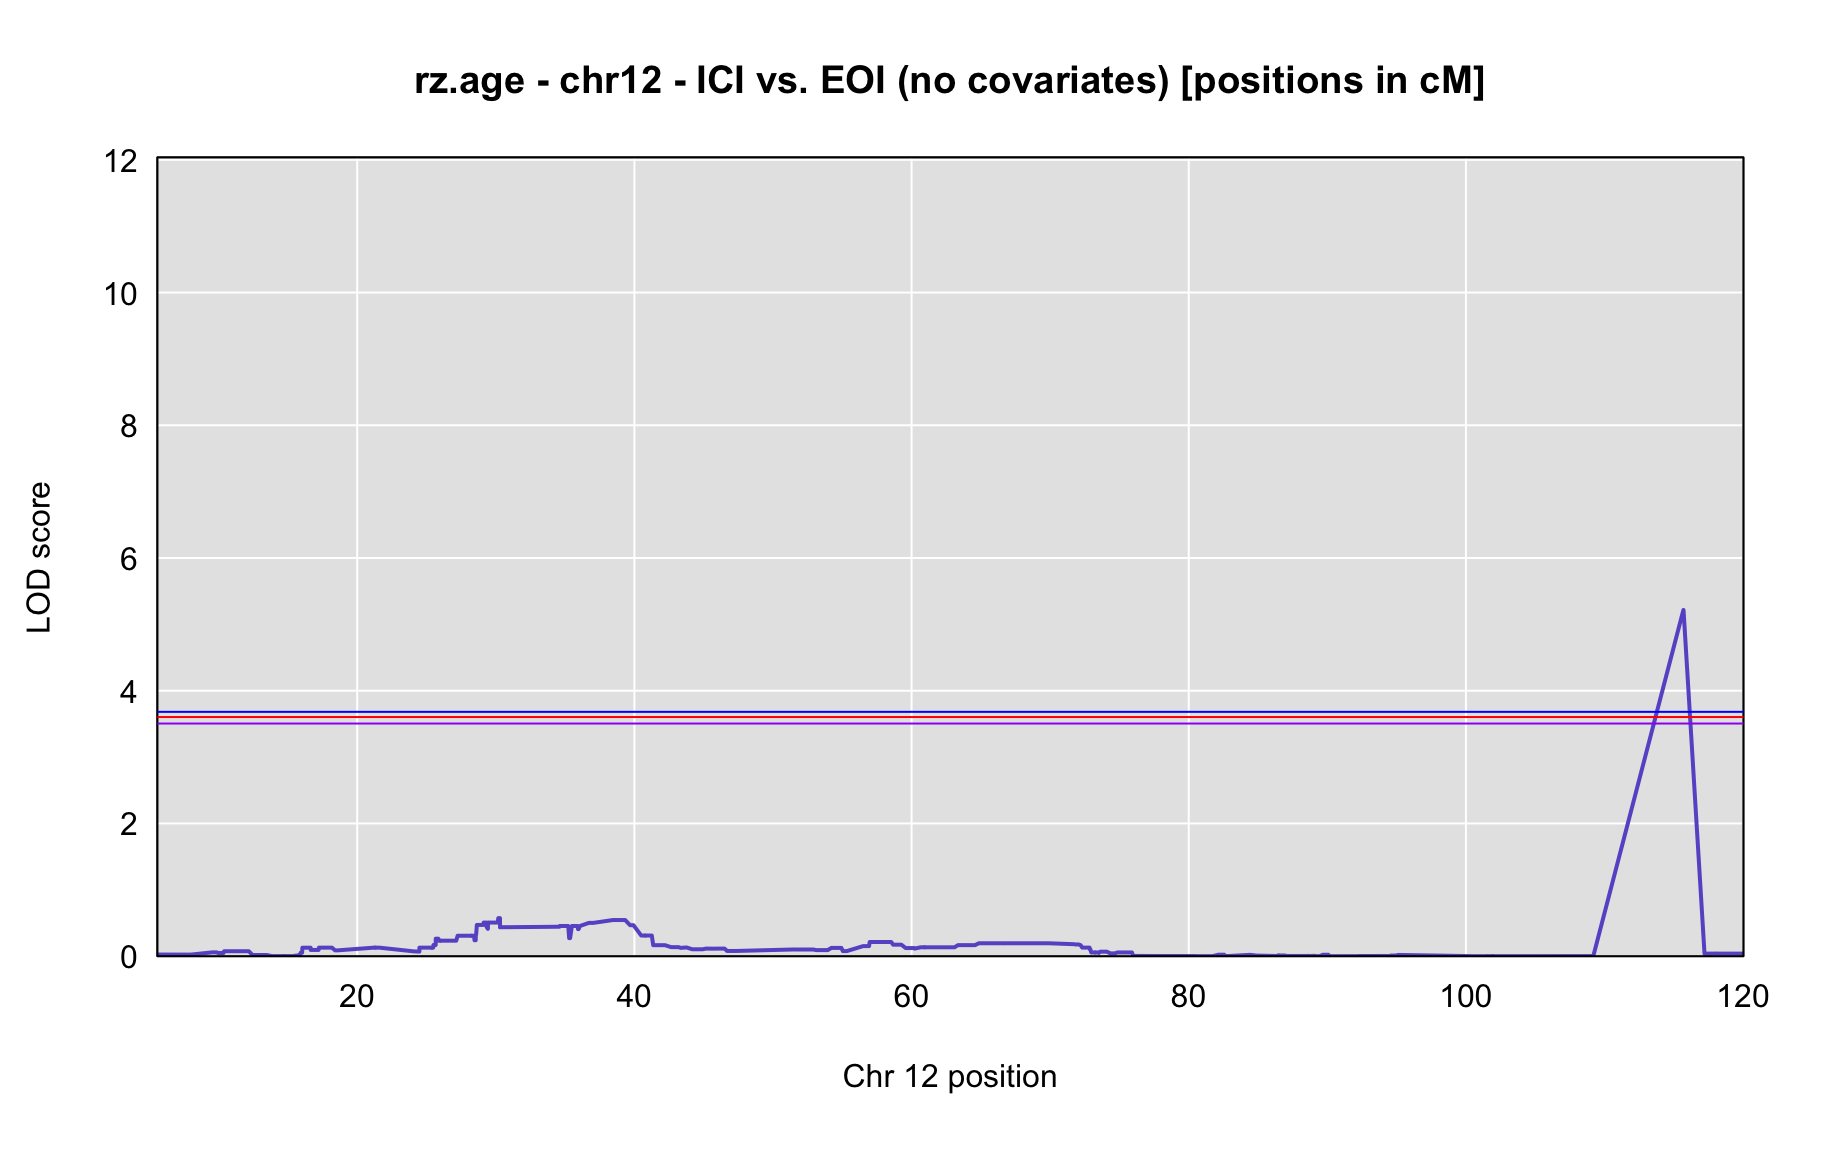 rz.age - chr12 - ICI vs. EOI (no covariates) [positions in cM]
12
10
8
6
4
2
0
LOD score
20 40 60 80 100 120
Chr 12 position